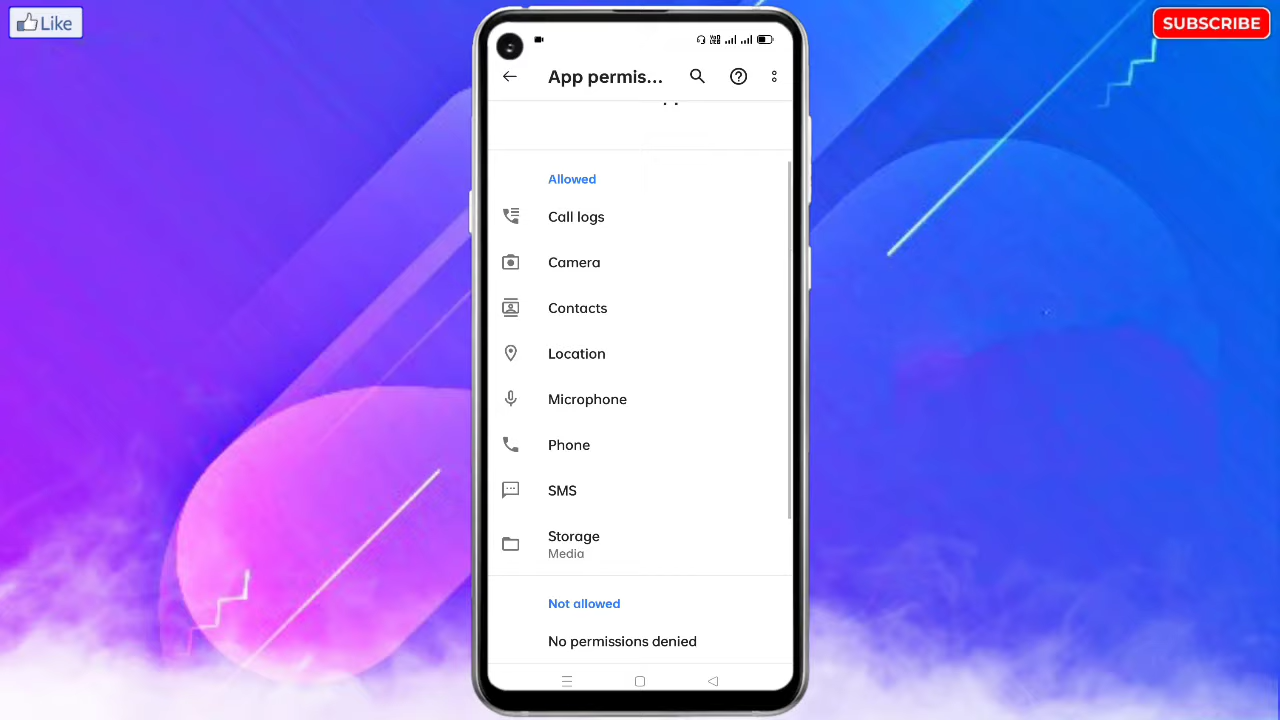 Like
SUBSCRIBE
App permis...
Allowed
Call logs
Camera
Contacts
Location
Microphone
Phone
SMS
Storage
Media
Not allowed
No permissions denied